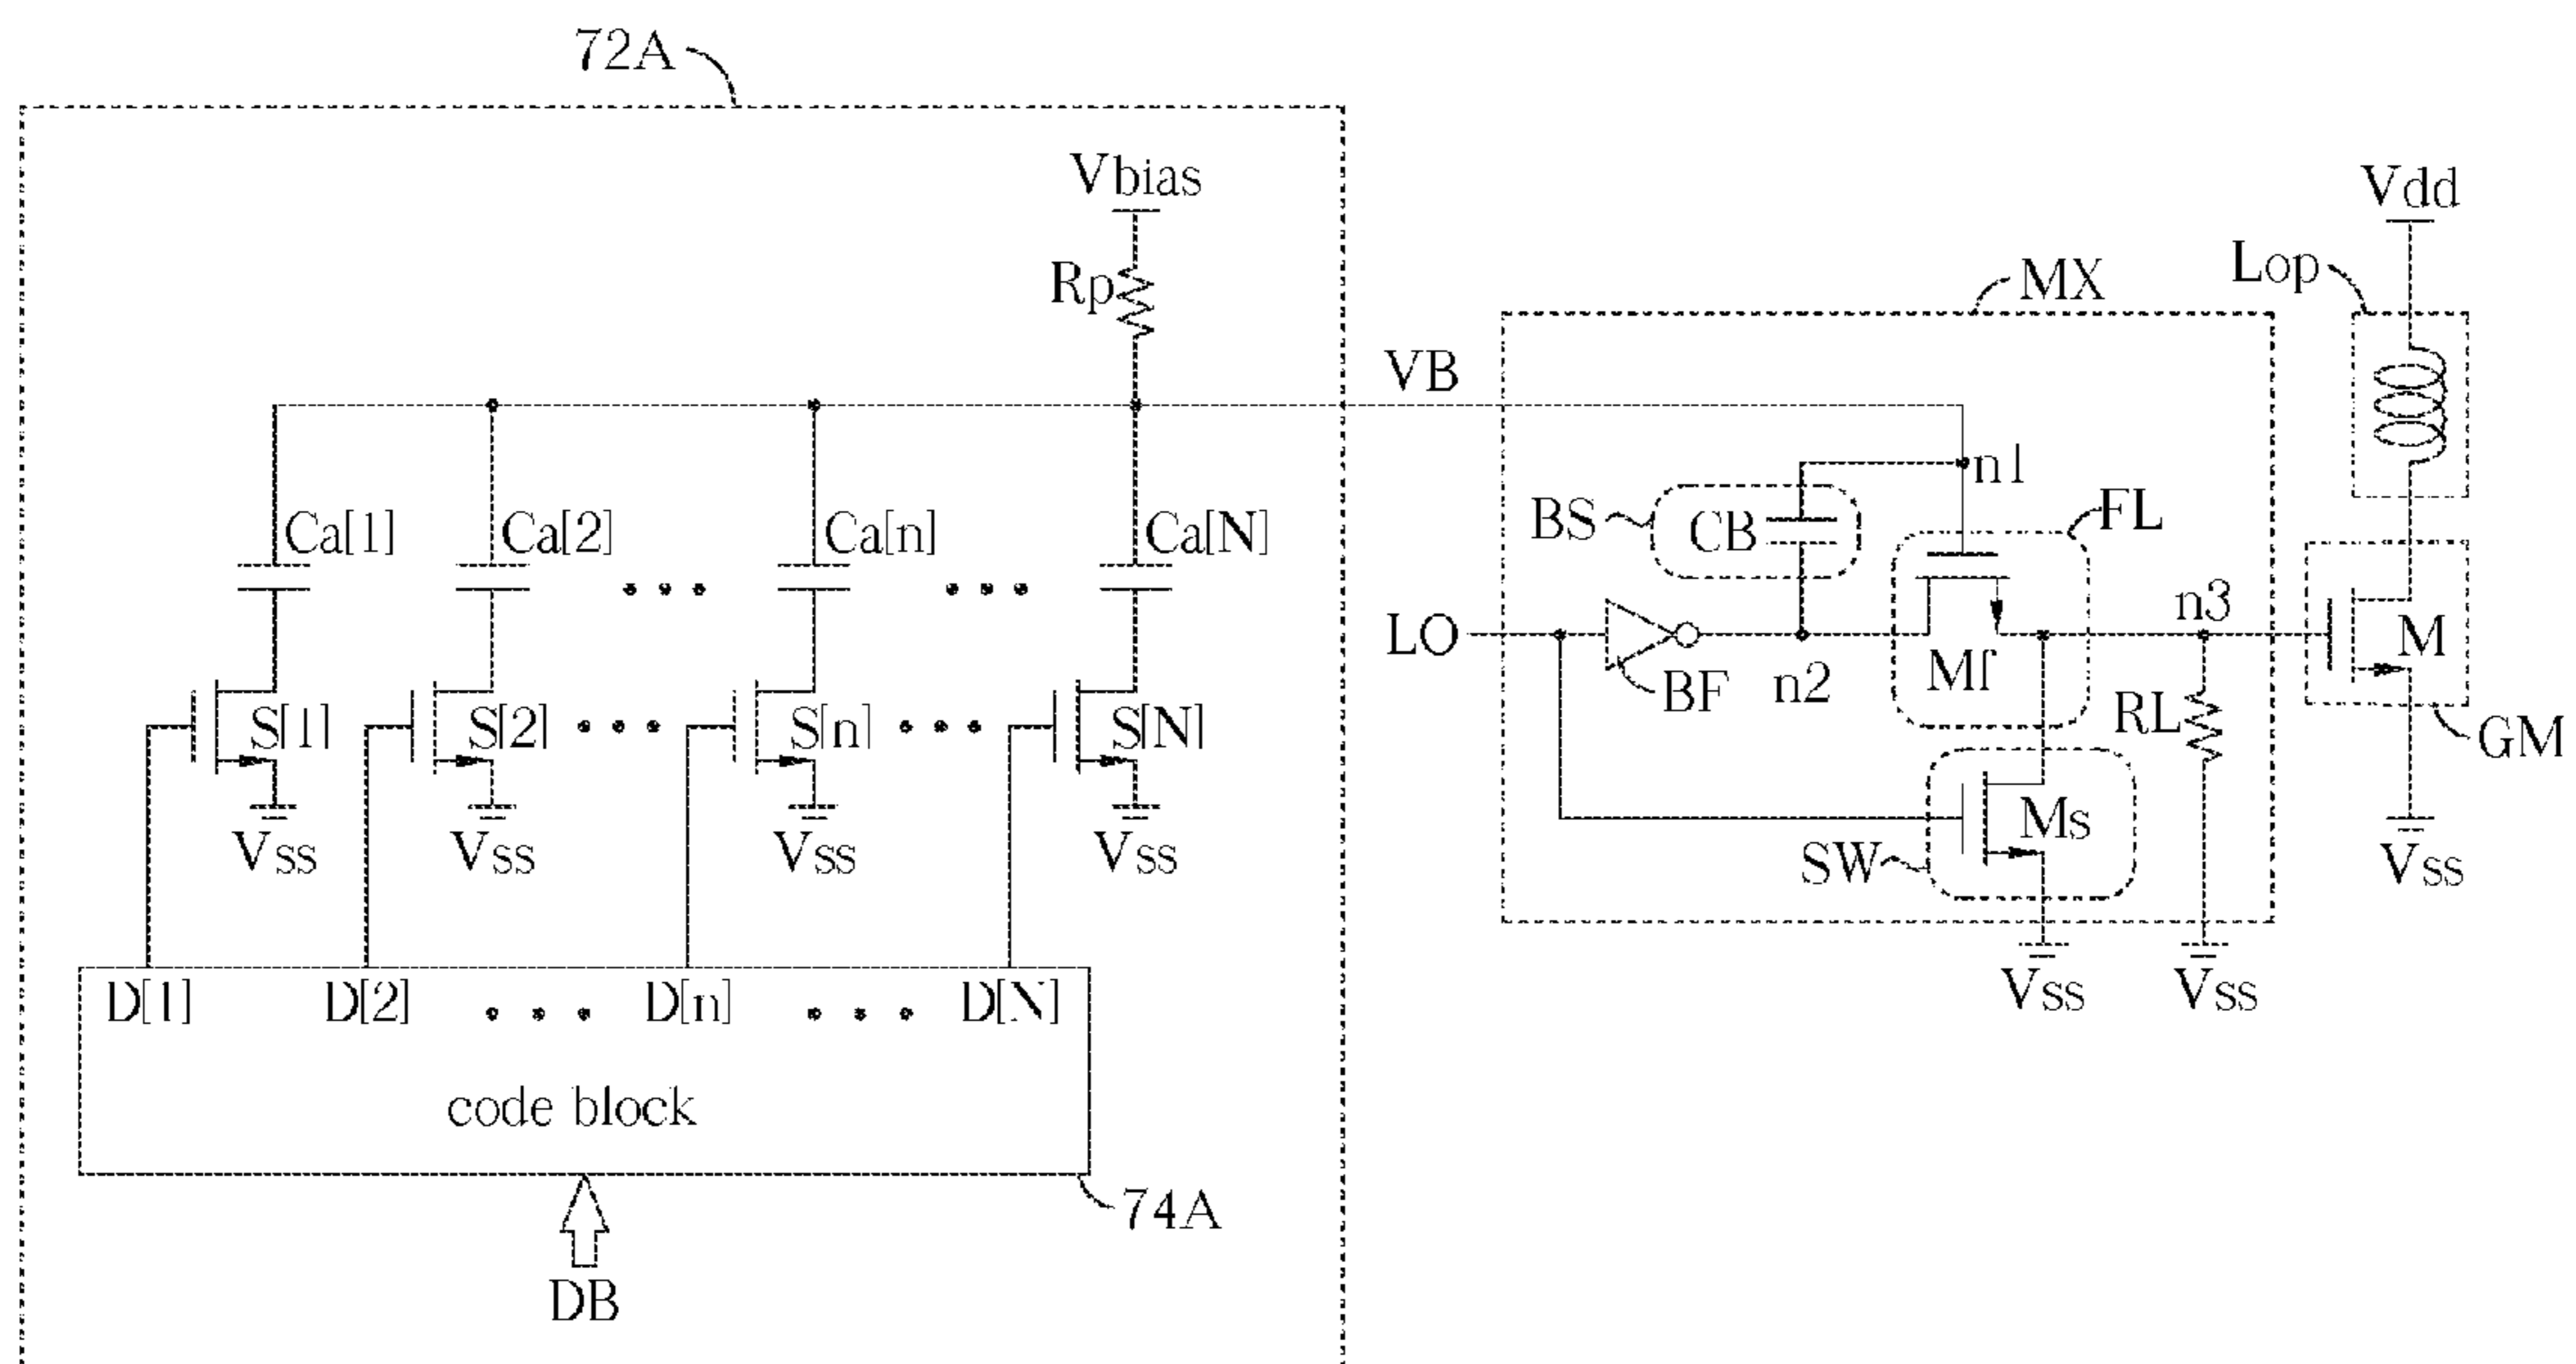 72A
Vbias
Rp
VB
Ca[1] Ca[2] Ca[n] Ca[N]
S[1] S[2] S[n] S[N]
Vss Vss Vss Vss
D[1] D[2] D[n] D[N]
code block
74A
DB
MX
n1
BS
CB
FL
LO
BF
n2
Mf
n3
RL
SW
Ms
Vss Vss
Vdd
Lop
M
GM
Vss